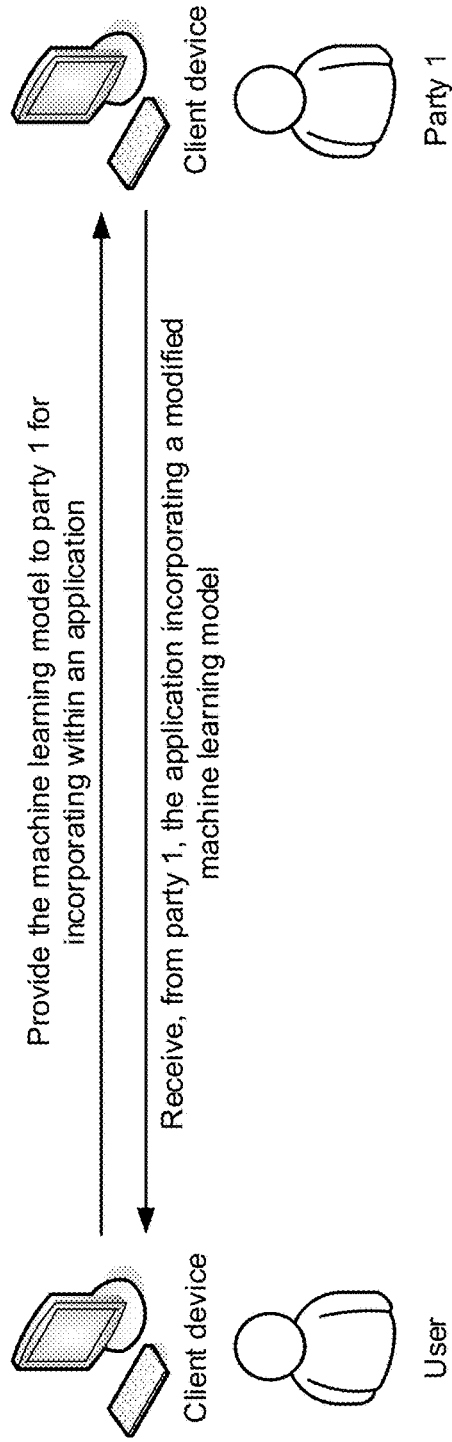 Provide the machine learning model to party 1 for
incorporating within an application
Receive, from party 1, the application incorporating a modified
machine learning model
Client device
User
Client device
Party 1